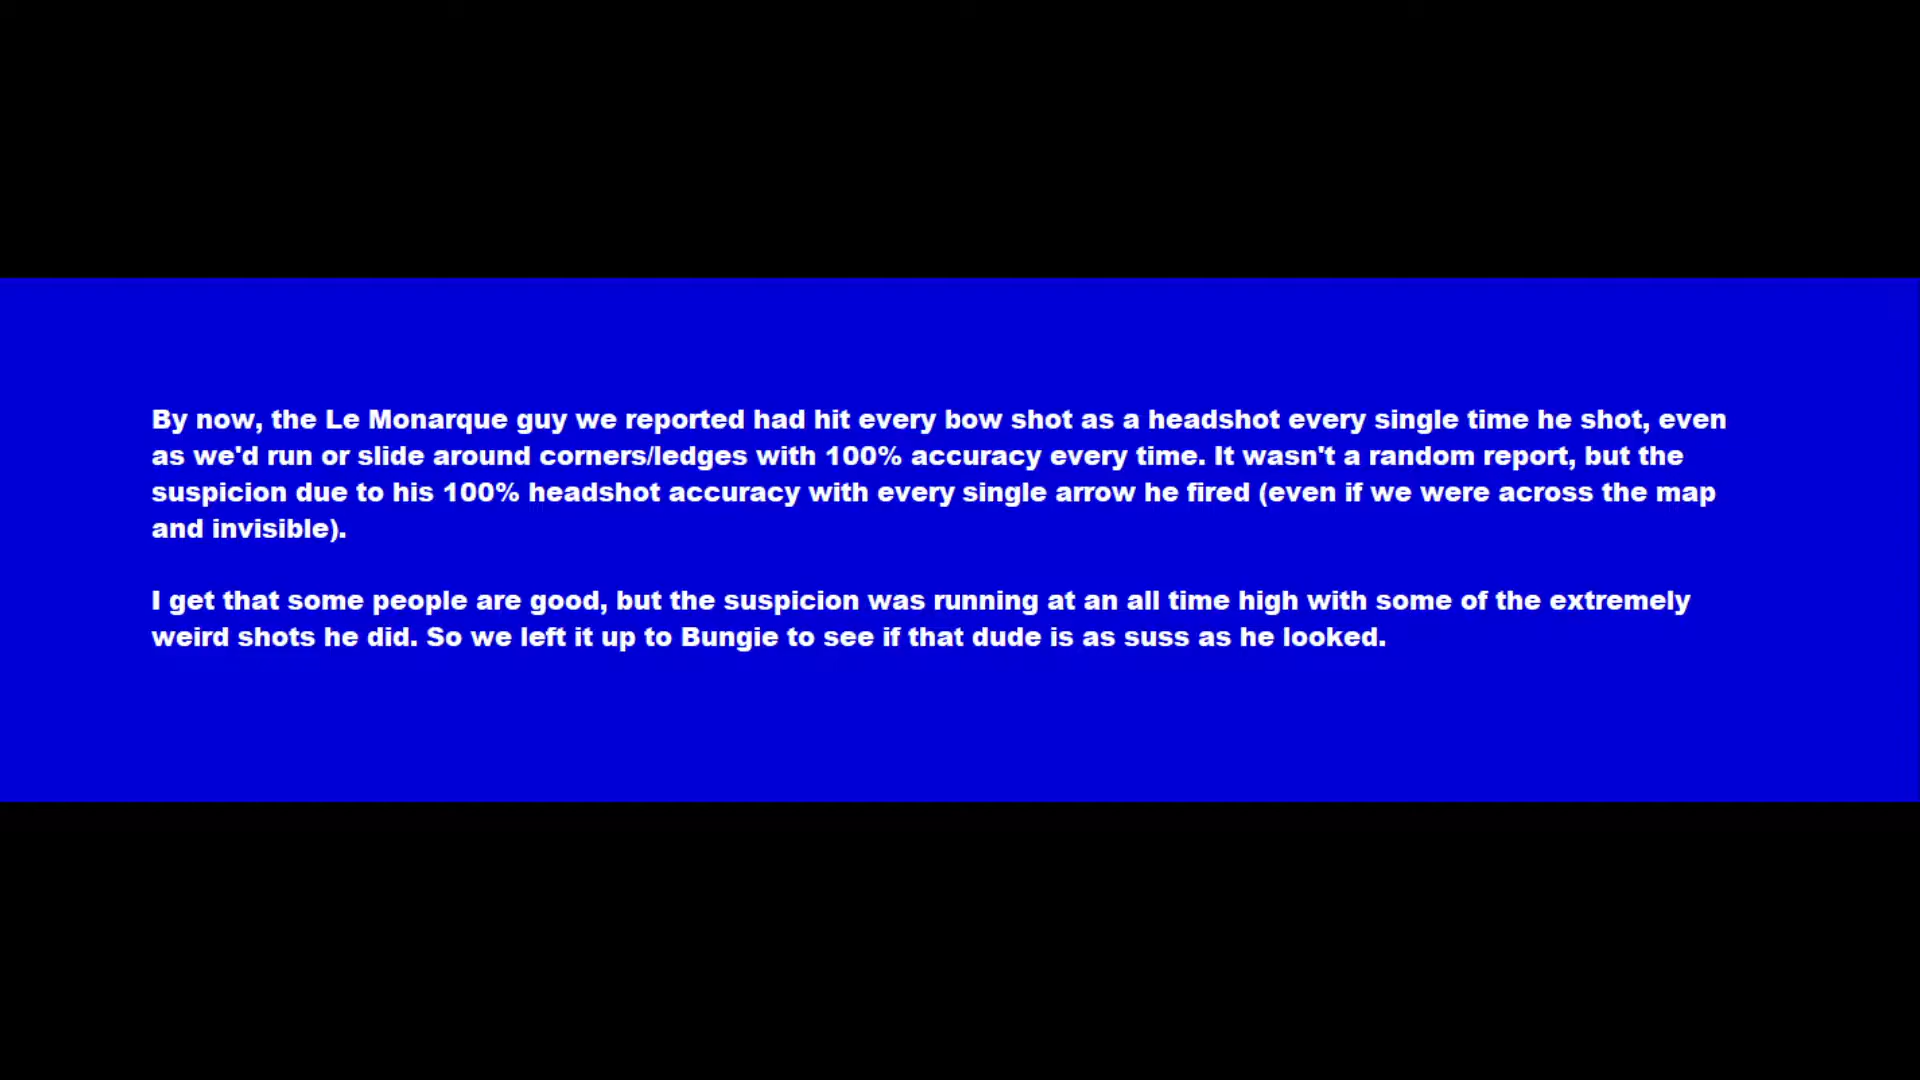 By now, the Le Monarque guy we reported had hit every bow shot as a headshot every single time he shot, even
as we'd run or slide around corners/ledges with 100% accuracy every time. It wasn't a random report, but the
suspicion due to his 100% headshot accuracy with every single arrow he fired (even if we were across the map
and invisible).
I get that some people are good, but the suspicion was running at an all time high with some of the extremely
weird shots he did. So we left it up to Bungie to see if that dude is as suss as he looked.